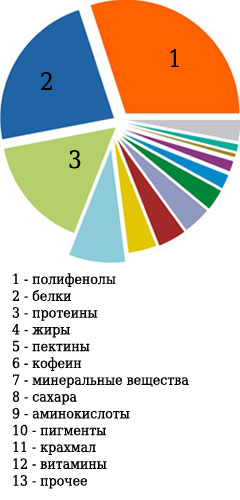 1
2
3
1 - полифенолы
2 - белки
3 - протеины
4 - жиры
5 - пектины
6 - кофеин
7 - минеральные вещества
8 - сахара
9 - аминокислоты
10 - пигменты
11 - крахмал
12 - витамины
13 - прочее